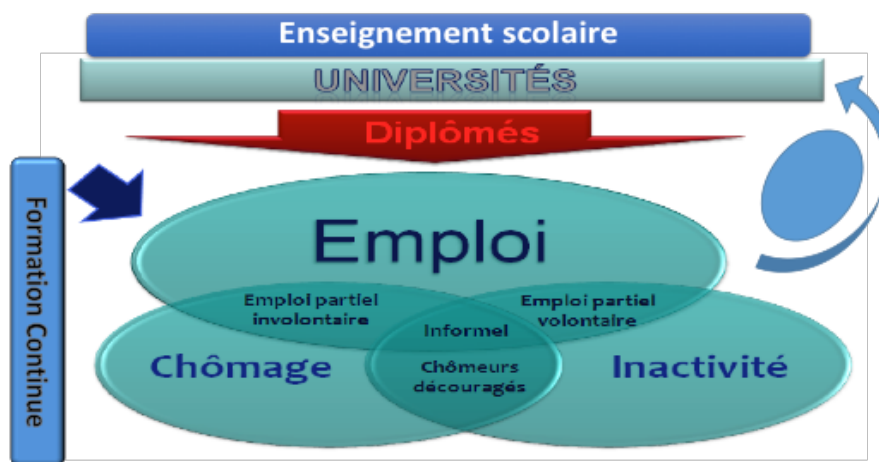 Enseignement scolaire
UNIVERSITÉS
Diplômés
Formation Continue
Emploi
Emploi partiel
involontaire
Emploi partiel
volontaire
Informel
Chômage
Chômeurs
découragés
Inactivité